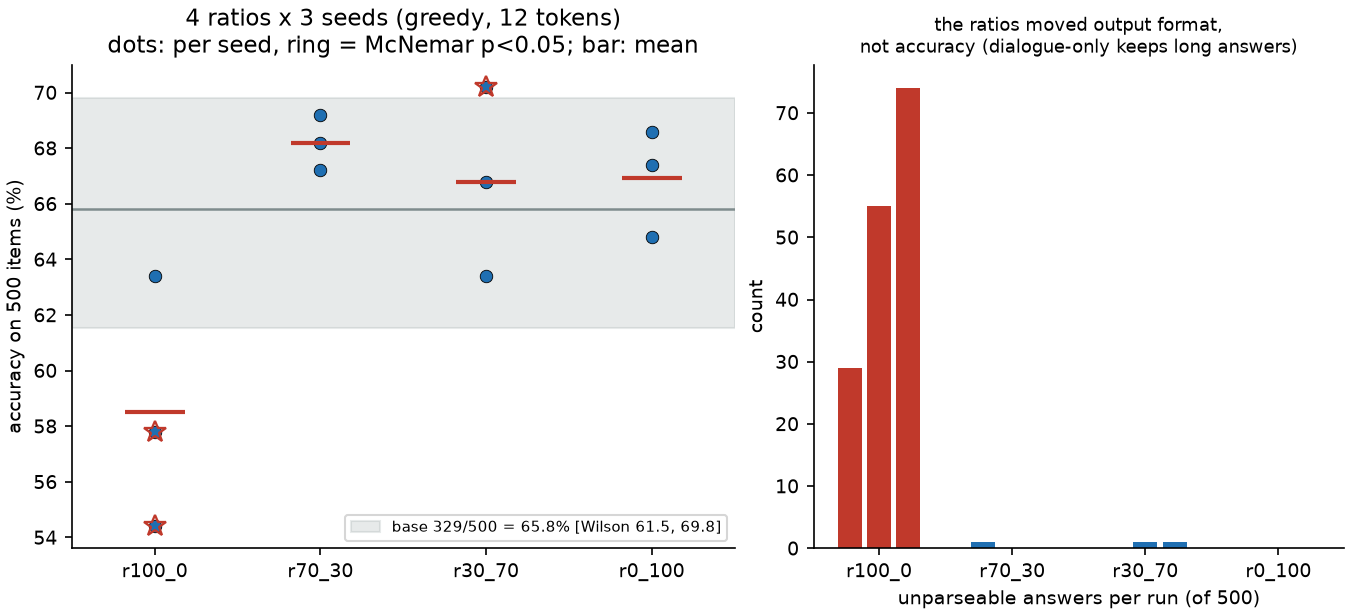 4 ratios x 3 seeds (greedy, 12 tokens)
dots: per seed, ring = McNemar p<0.05; bar: mean
accuracy on 500 items (%)
70
68
66
64
62
60
58
56
54
base 329/500 = 65.8% [Wilson 61.5, 69.8]
r100_0
r70_30
r30_70
r0_100
the ratios moved output format,
not accuracy (dialogue-only keeps long answers)
count
70
60
50
40
30
20
10
0
r100_0
r70_30
r30_70
r0_100
unparseable answers per run (of 500)